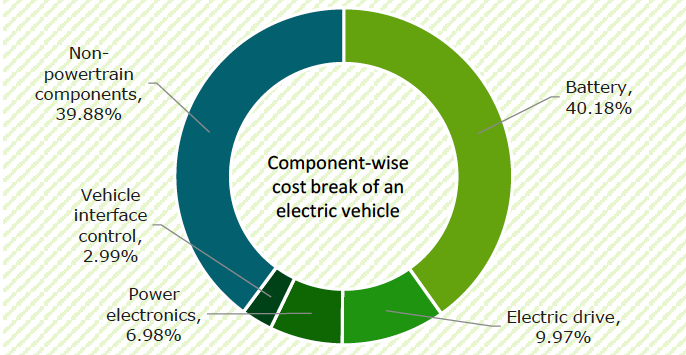 Non-
powertrain
components,
39.88%
Battery,
40.18%
Component-wise
cost break of an
electric vehicle
Vehicle
interface
control,
2.99%
Power
electronics,
6.98%
Electric drive,
9.97%